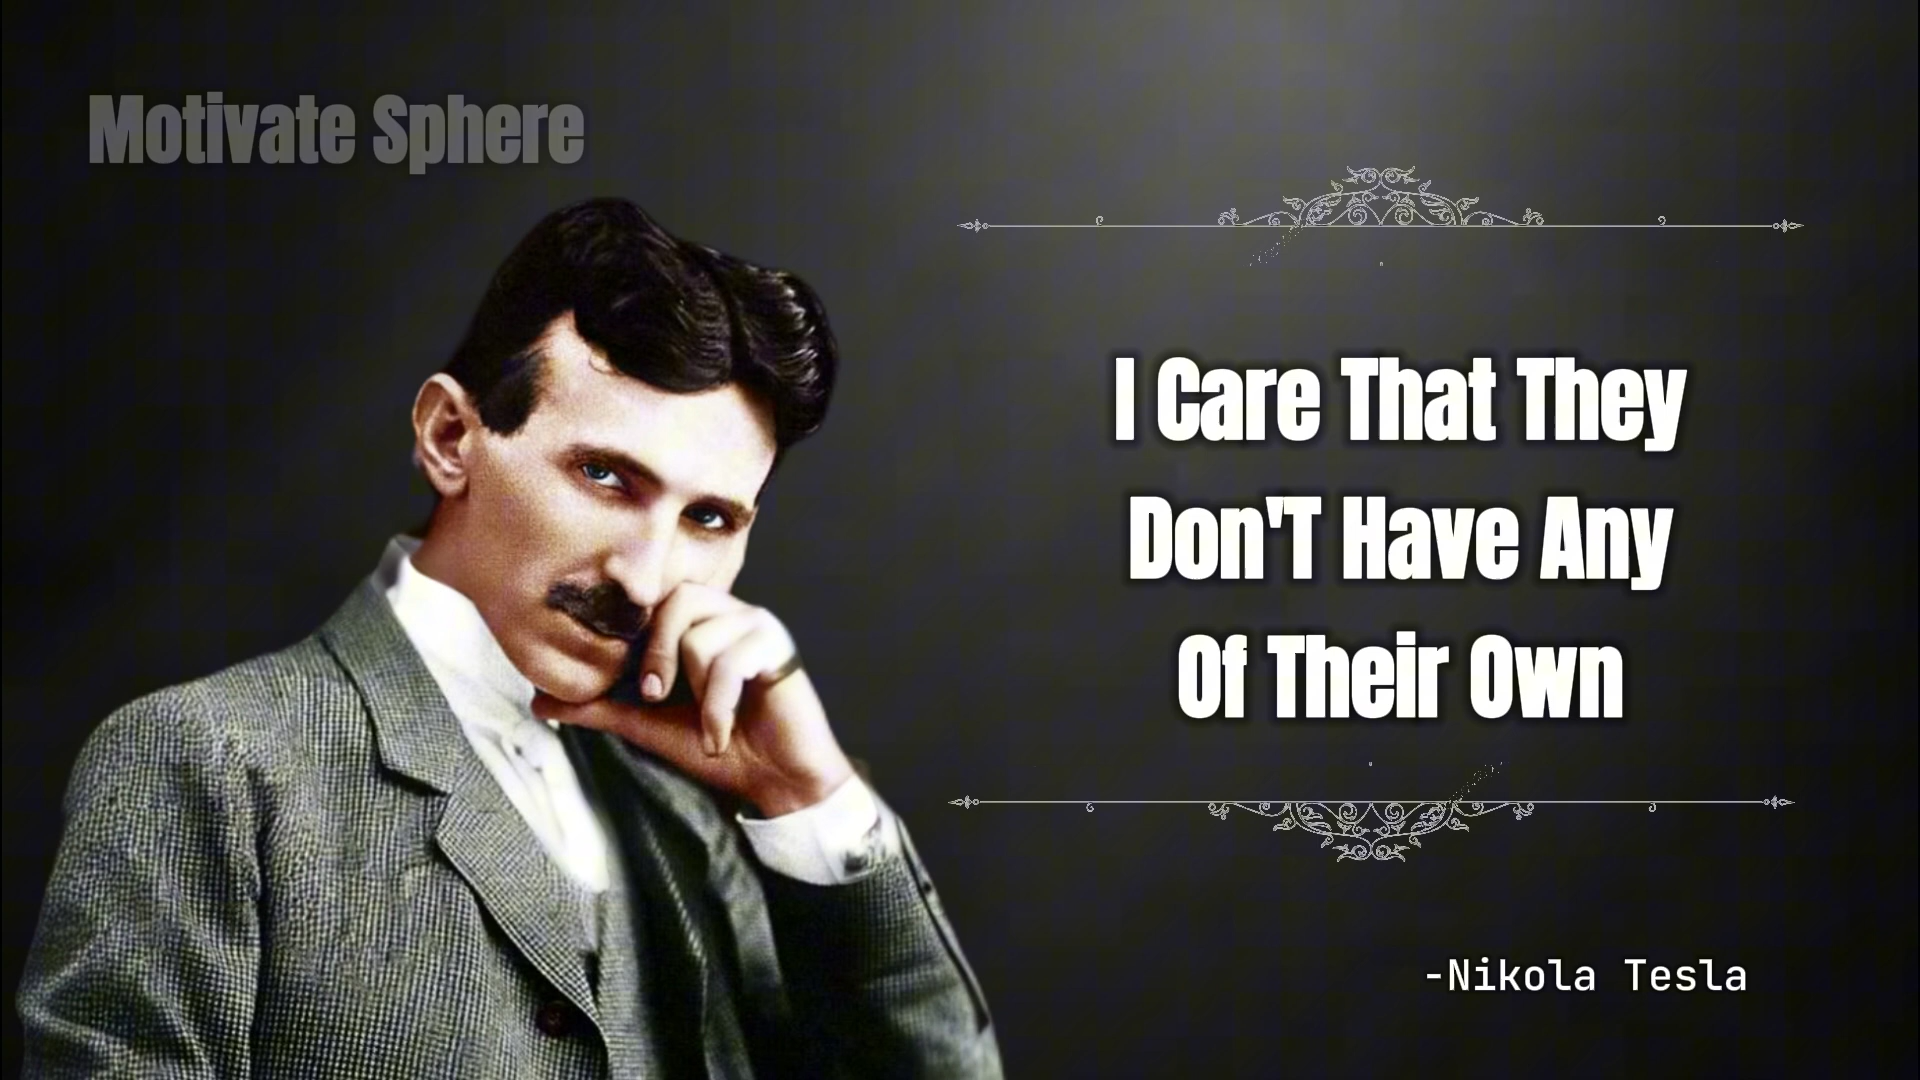 Motivate Sphere
I Care That They
Don'T Have Any
Of Their Own
-Nikola Tesla